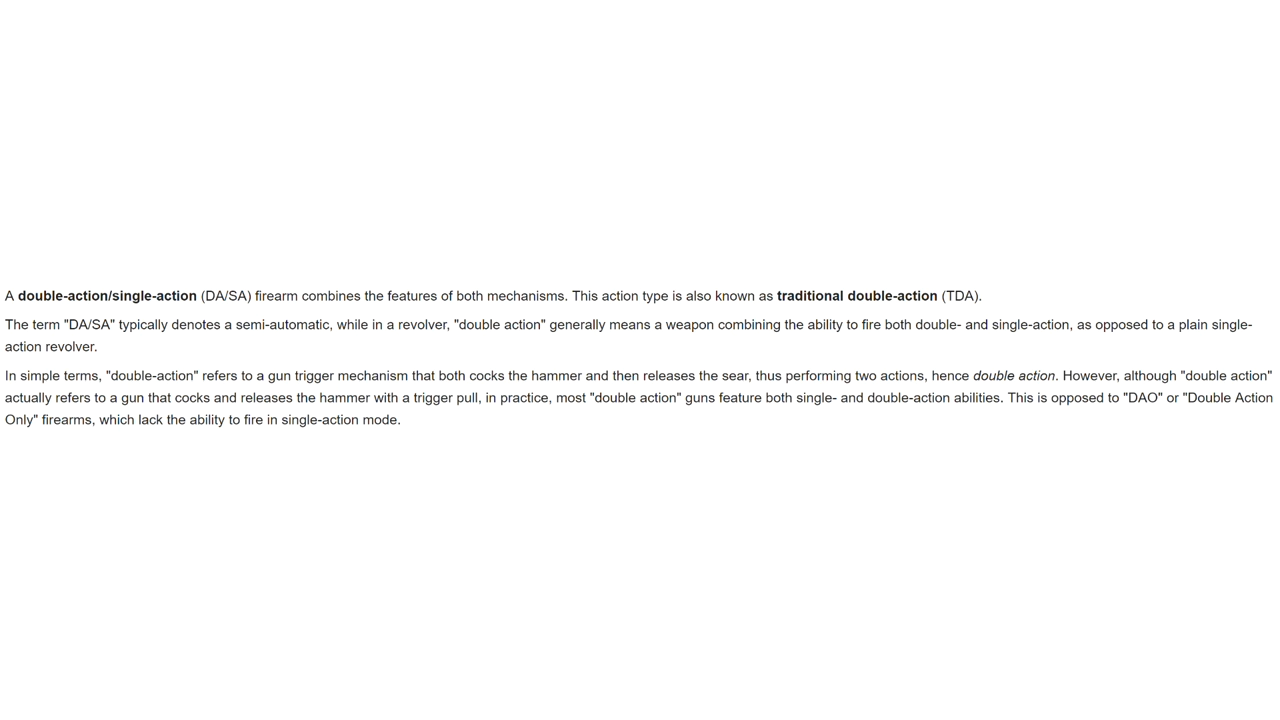 A double-action/single-action (DA/SA) firearm combines the features of both mechanisms. This action type is also known as traditional double-action (TDA).
The term "DA/SA" typically denotes a semi-automatic, while in a revolver, "double action" generally means a weapon combining the ability to fire both double- and single-action, as opposed to a plain single-
action revolver.
In simple terms, "double-action" refers to a gun trigger mechanism that both cocks the hammer and then releases the sear, thus performing two actions, hence double action. However, although "double action"
actually refers to a gun that cocks and releases the hammer with a trigger pull, in practice, most "double action" guns feature both single- and double-action abilities. This is opposed to "DAO" or "Double Action
Only" firearms, which lack the ability to fire in single-action mode.